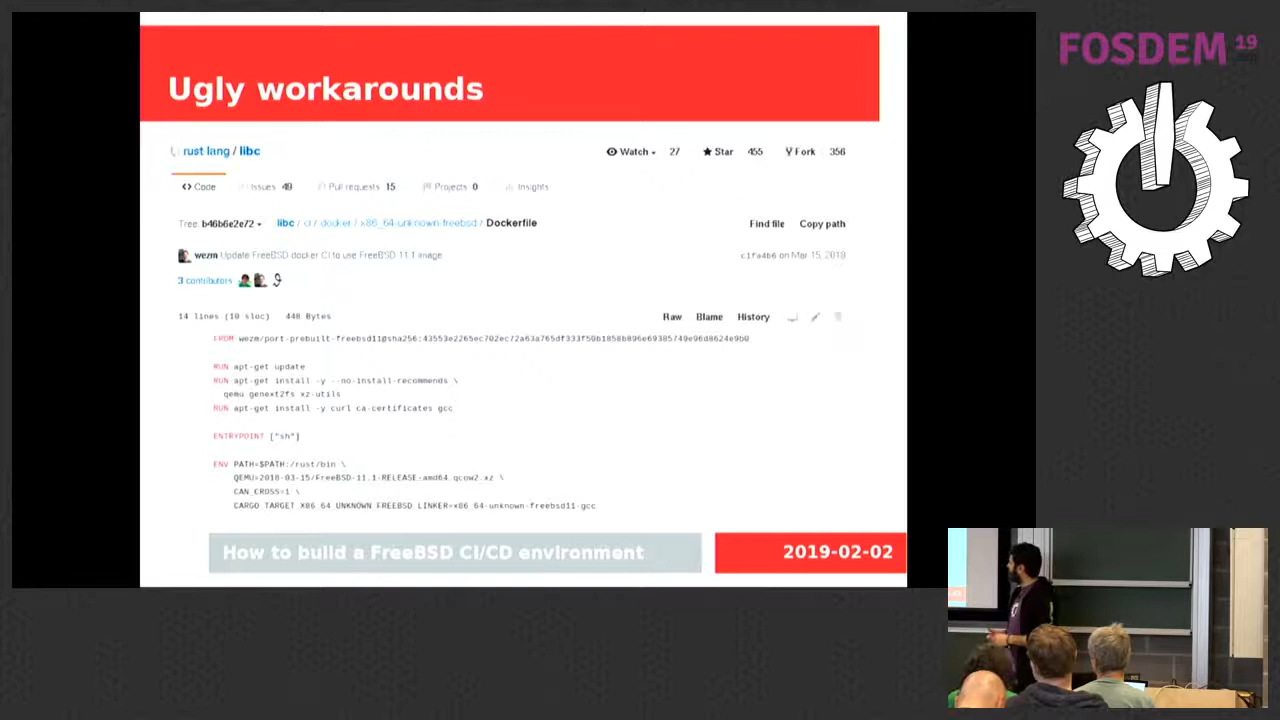 FOSDEM 19
Ugly workarounds
rust lang / libc
Watch 27 Star 455 Fork 356
Code Issues 49 Pull requests 15 Projects 0 Insights
Tree: b46b6e2e72 libc / ci / docker / x86_64-unknown-freebsd / Dockerfile Find file Copy path
wezm Update FreeBSD docker CI to use FreeBSD 11.1 image c1fa4b6 on Mar 15, 2018
3 contributors
14 lines (10 sloc) 448 Bytes Raw Blame History
FROM
RUN apt-get update
RUN apt-get install -y --no-install-recommends \
qemu genext2fs xz-utils
RUN apt-get install -y curl ca-certificates gcc
ENTRYPOINT ["sh"]
ENV PATH=$PATH:/rust/bin \
QEMU=2018-03-15/FreeBSD-11.1-RELEASE-amd64.qcow2.xz \
CAN_CROSS=1 \
CARGO_TARGET_X86_64_UNKNOWN_FREEBSD_LINKER=x86_64-unknown-freebsd11-gcc
How to build a FreeBSD CI/CD environment
2019-02-02